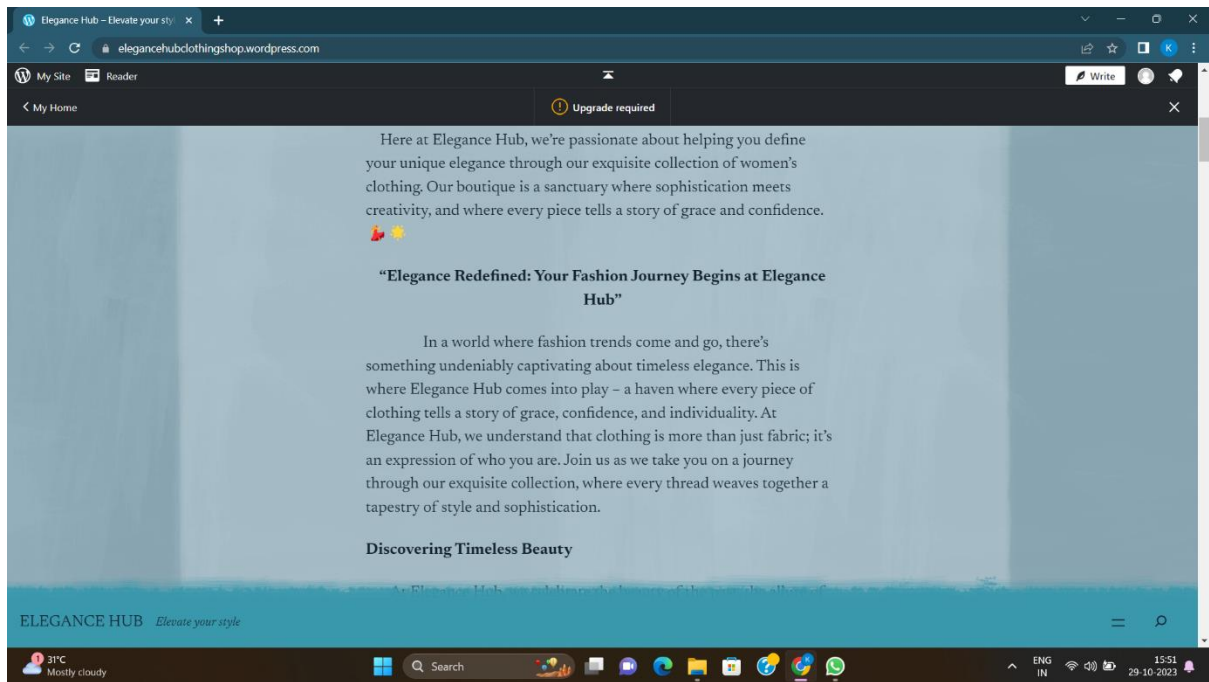 Elegance Hub – Elevate your styl
elegancehubclothingshop.wordpress.com
My Site Reader Write
My Home Upgrade required
Here at Elegance Hub, we're passionate about helping you define
your unique elegance through our exquisite collection of women's
clothing. Our boutique is a sanctuary where sophistication meets
creativity, and where every piece tells a story of grace and confidence.
💃 🌟
“Elegance Redefined: Your Fashion Journey Begins at Elegance
Hub”
In a world where fashion trends come and go, there's
something undeniably captivating about timeless elegance. This is
where Elegance Hub comes into play – a haven where every piece of
clothing tells a story of grace, confidence, and individuality. At
Elegance Hub, we understand that clothing is more than just fabric; it's
an expression of who you are. Join us as we take you on a journey
through our exquisite collection, where every thread weaves together a
tapestry of style and sophistication.
Discovering Timeless Beauty
At Elegance Hub, we
ELEGANCE HUB Elevate your style
1 31°C
Mostly cloudy
Search
ENG
IN
15:51
29-10-2023
K